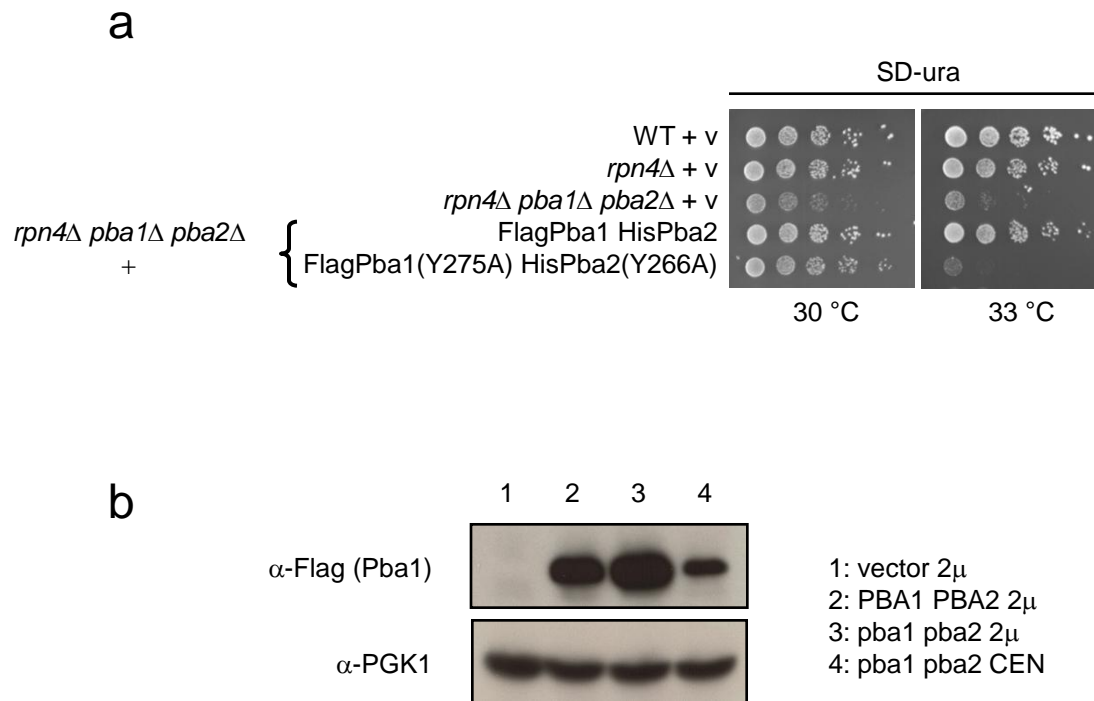 a
SD-ura
WT + v
rpn4Δ + v
rpn4Δ pba1Δ pba2Δ + v
rpn4Δ pba1Δ pba2Δ
+
FlagPba1 HisPba2
FlagPba1(Y275A) HisPba2(Y266A)
30 °C
33 °C
b
1 2 3 4
α-Flag (Pba1)
α-PGK1
1: vector 2μ
2: PBA1 PBA2 2μ
3: pba1 pba2 2μ
4: pba1 pba2 CEN